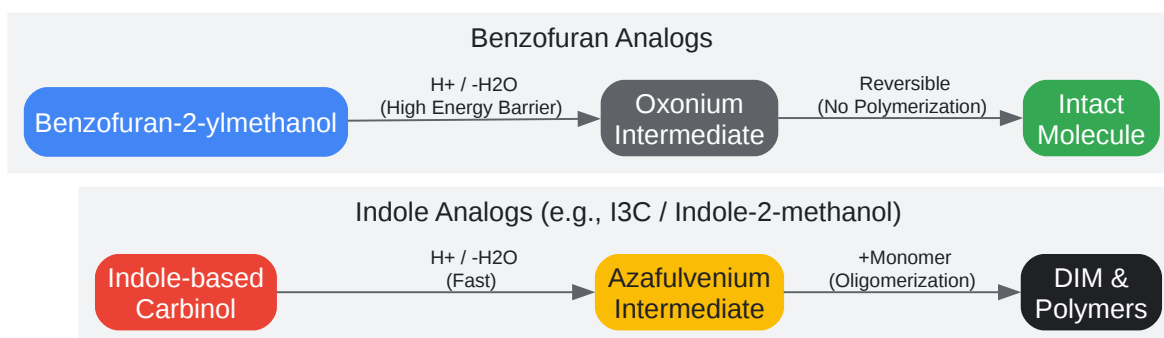 Benzofuran Analogs
Benzofuran-2-ylmethanol
H+ / -H2O
(High Energy Barrier)
Oxonium
Intermediate
Reversible
(No Polymerization)
Intact
Molecule
Indole Analogs (e.g., I3C / Indole-2-methanol)
Indole-based
Carbinol
H+ / -H2O
(Fast)
Azafulvenium
Intermediate
+Monomer
(Oligomerization)
DIM &
Polymers